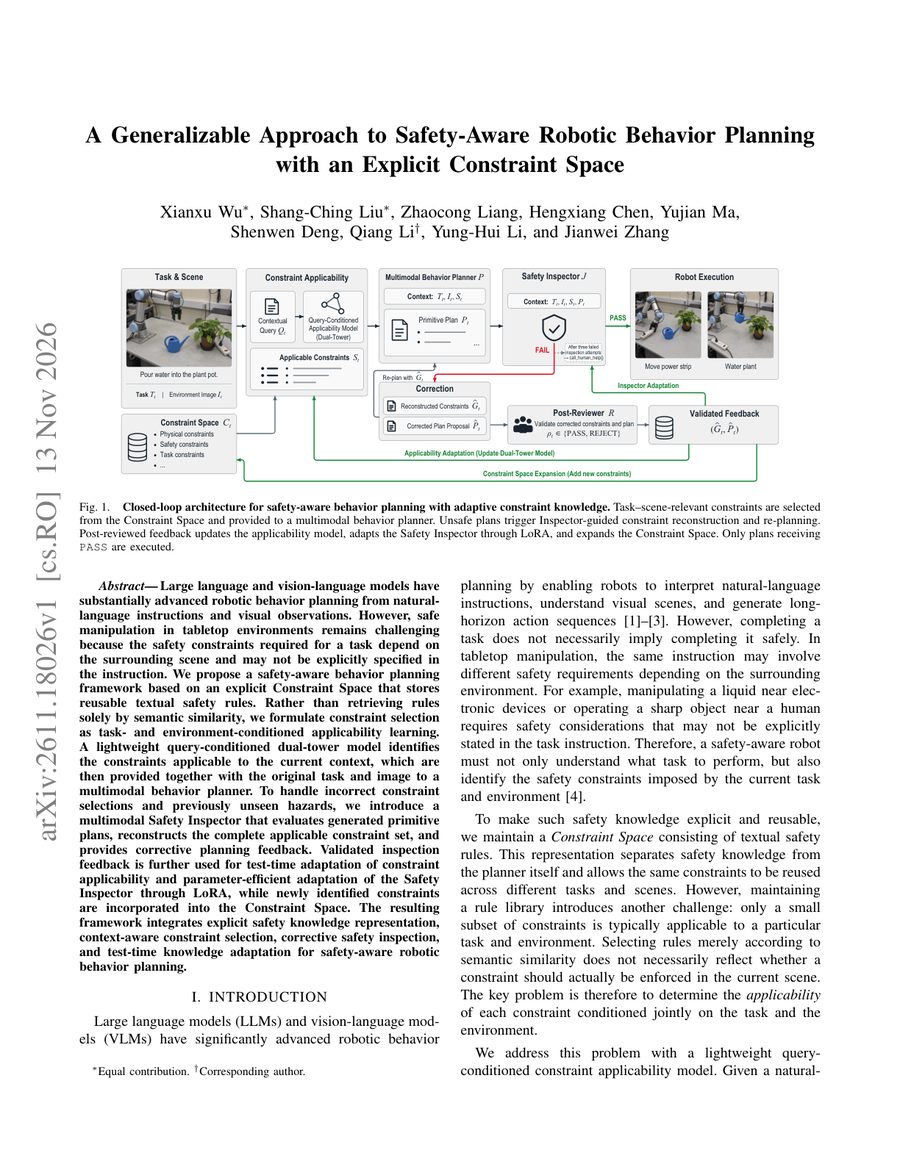 A Generalizable Approach to Safety-Aware Robotic Behavior Planning
with an Explicit Constraint Space
Xianxu Wu*, Shang-Ching Liu*, Zhaocong Liang, Hengxiang Chen, Yujian Ma,
Shenwen Deng, Qiang Li†, Yung-Hui Li, and Jianwei Zhang
arXiv:2611.18026v1 [cs.RO] 13 Nov 2026
Task & Scene
Pour water into the plant pot.
Task Tᵢ | Environment Image Iᵢ
Constraint Space Cₜ
• Physical constraints
• Safety constraints
• Task constraints
• ...
Constraint Applicability
Contextual
Query Qₜ
Query-Conditioned
Applicability Model
(Dual-Tower)
Applicable Constraints Sₜ
Multimodal Behavior Planner P
Context: Tₜ, Iₜ, Sₜ
Primitive Plan Pₜ
...
Re-plan with Ĝₜ
Correction
Reconstructed Constraints Ĝₜ
Corrected Plan Proposal P̂ₜ
Safety Inspector J
Context: Tₜ, Iₜ, Sₜ, Pₜ
PASS
FAIL
After three failed
inspection attempts:
call_human_help()
Robot Execution
Move power strip
Water plant
Inspector Adaptation
Post-Reviewer R
Validate corrected constraints and plan
ρₜ ∈ {PASS, REJECT}
Validated Feedback
(Ĝₜ, P̂ₜ)
Applicability Adaptation (Update Dual-Tower Model)
Constraint Space Expansion (Add new constraints)
Fig. 1. Closed-loop architecture for safety-aware behavior planning with adaptive constraint knowledge. Task–scene-relevant constraints are selected
from the Constraint Space and provided to a multimodal behavior planner. Unsafe plans trigger Inspector-guided constraint reconstruction and re-planning.
Post-reviewed feedback updates the applicability model, adapts the Safety Inspector through LoRA, and expands the Constraint Space. Only plans receiving
PASS are executed.
Abstract— Large language and vision-language models have
substantially advanced robotic behavior planning from natural-
language instructions and visual observations. However, safe
manipulation in tabletop environments remains challenging
because the safety constraints required for a task depend on
the surrounding scene and may not be explicitly specified in
the instruction. We propose a safety-aware behavior planning
framework based on an explicit Constraint Space that stores
reusable textual safety rules. Rather than retrieving rules
solely by semantic similarity, we formulate constraint selection
as task- and environment-conditioned applicability learning.
A lightweight query-conditioned dual-tower model identifies
the constraints applicable to the current context, which are
then provided together with the original task and image to a
multimodal behavior planner. To handle incorrect constraint
selections and previously unseen hazards, we introduce a
multimodal Safety Inspector that evaluates generated primitive
plans, reconstructs the complete applicable constraint set, and
provides corrective planning feedback. Validated inspection
feedback is further used for test-time adaptation of constraint
applicability and parameter-efficient adaptation of the Safety
Inspector through LoRA, while newly identified constraints
are incorporated into the Constraint Space. The resulting
framework integrates explicit safety knowledge representation,
context-aware constraint selection, corrective safety inspection,
and test-time knowledge adaptation for safety-aware robotic
behavior planning.
I. INTRODUCTION
Large language models (LLMs) and vision-language mod-
els (VLMs) have significantly advanced robotic behavior
*Equal contribution. †Corresponding author.
planning by enabling robots to interpret natural-language
instructions, understand visual scenes, and generate long-
horizon action sequences [1]–[3]. However, completing a
task does not necessarily imply completing it safely. In
tabletop manipulation, the same instruction may involve
different safety requirements depending on the surrounding
environment. For example, manipulating a liquid near elec-
tronic devices or operating a sharp object near a human
requires safety considerations that may not be explicitly
stated in the task instruction. Therefore, a safety-aware robot
must not only understand what task to perform, but also
identify the safety constraints imposed by the current task
and environment [4].
To make such safety knowledge explicit and reusable,
we maintain a Constraint Space consisting of textual safety
rules. This representation separates safety knowledge from
the planner itself and allows the same constraints to be reused
across different tasks and scenes. However, maintaining
a rule library introduces another challenge: only a small
subset of constraints is typically applicable to a particular
task and environment. Selecting rules merely according to
semantic similarity does not necessarily reflect whether a
constraint should actually be enforced in the current scene.
The key problem is therefore to determine the applicability
of each constraint conditioned jointly on the task and the
environment.
We address this problem with a lightweight query-
conditioned constraint applicability model. Given a natural-